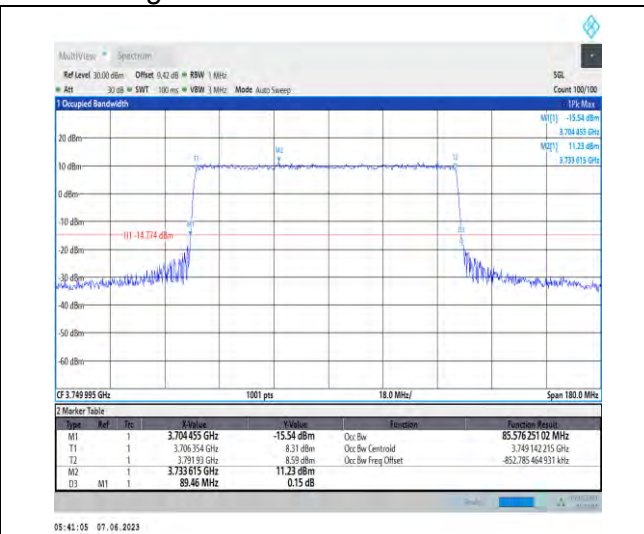 MultiView Spectrum
Ref Level 30.00 dBm Offset 9.42 dB RBW 1 MHz SGL
Att 30 dB SWT 100 ms VBW 3 MHz Mode Auto Sweep Count 100/100
1 Occupied Bandwidth 1Pk Max
M1[1] -15.54 dBm
3.704 455 GHz
M2[1] 11.23 dBm
3.733 615 GHz
20 dBm
M2
T1 T2
10 dBm
0 dBm
-10 dBm
M1 D3
H1 -14.774 dBm
-20 dBm
-30 dBm
-40 dBm
-50 dBm
-60 dBm
CF 3.749 995 GHz 1001 pts 18.0 MHz/ Span 180.0 MHz
2 Marker Table
Type Ref Trc X-Value Y-Value Function Function Result
M1 1 3.704 455 GHz -15.54 dBm Occ Bw 85.576 251 02 MHz
T1 1 3.706 354 GHz 8.31 dBm Occ Bw Centroid 3.749 142 215 GHz
T2 1 3.791 93 GHz 8.59 dBm Occ Bw Freq Offset -852.785 464 931 kHz
M2 1 3.733 615 GHz 11.23 dBm
D3 M1 1 89.46 MHz 0.15 dB
05:41:05 07.06.2023